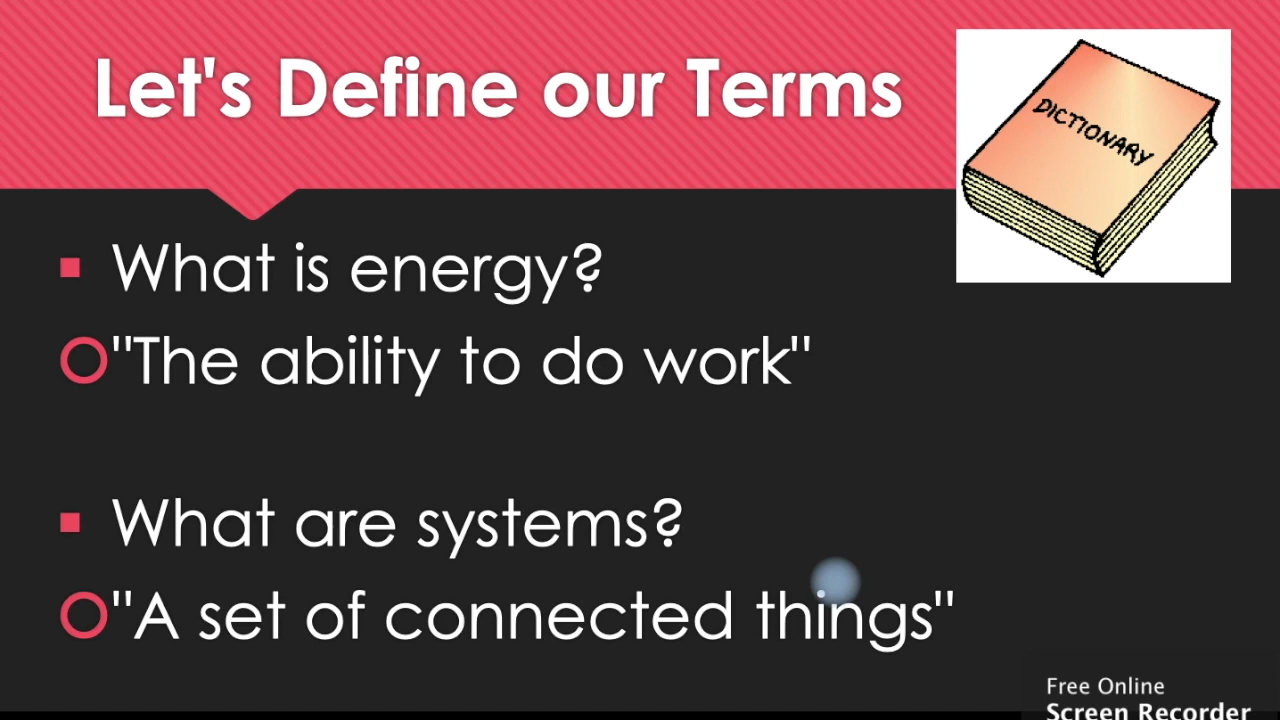 Let's Define our Terms
DICTIONARY
What is energy?
"The ability to do work"
What are systems?
"A set of connected things"
Free Online
Screen Recorder